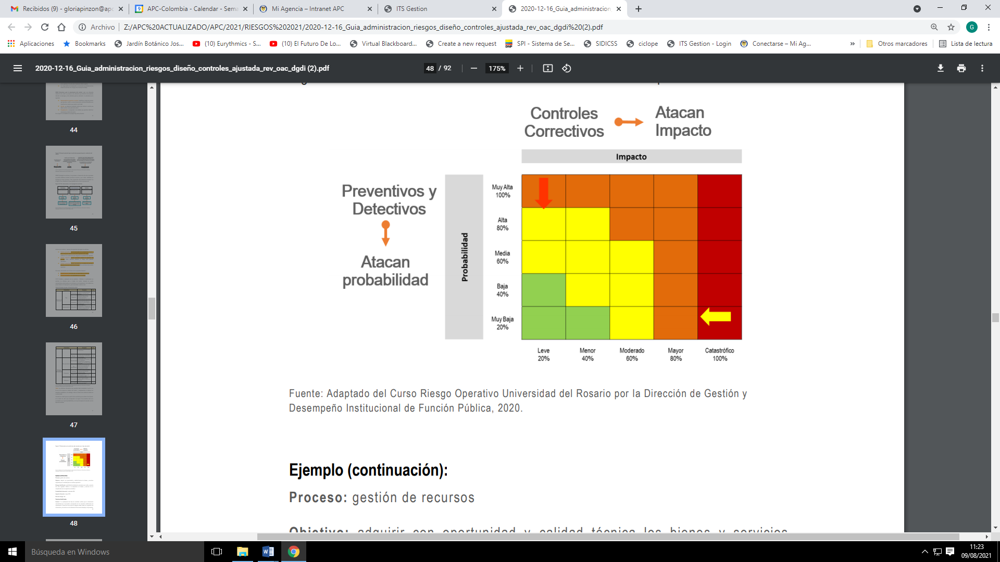 Recibidos (9) - gloriapinzon@apc
APC-Colombia - Calendar - Sema
Mi Agencia – Intranet APC
ITS Gestion
2020-12-16_Guia_administracion
Archivo
Z:/APC%20ACTUALIZADO/APC/2021/RIESGOS%202021/2020-12-16_Guia_administracion_riesgos_diseño_controles_ajustada_rev_oac_dgdi%20(2).pdf
G
Aplicaciones
Bookmarks
Jardín Botánico Jos...
(10) Eurythmics - S...
(10) El Futuro De Lo...
Virtual Blackboard...
Create a new request
SPI - Sistema de Se...
SIDICSS
ciclope
ITS Gestion - Login
Conectarse – Mi Ag...
»
Otros marcadores
Lista de lectura
2020-12-16_Guia_administracion_riesgos_diseño_controles_ajustada_rev_oac_dgdi (2).pdf
48 / 92
175%
44
45
46
47
48
Controles
Correctivos
Atacan
Impacto
Impacto
Preventivos y
Detectivos
Atacan
probabilidad
Probabilidad
Muy Alta
100%
Alta
80%
Media
60%
Baja
40%
Muy Baja
20%
Leve
20%
Menor
40%
Moderado
60%
Mayor
80%
Catastrófico
100%
Fuente: Adaptado del Curso Riesgo Operativo Universidad del Rosario por la Dirección de Gestión y
Desempeño Institucional de Función Pública, 2020.
Ejemplo (continuación):
Proceso: gestión de recursos
Objetivo: adquirir con oportunidad y calidad técnica los bienes y servicios
Búsqueda en Windows
11:23
09/08/2021